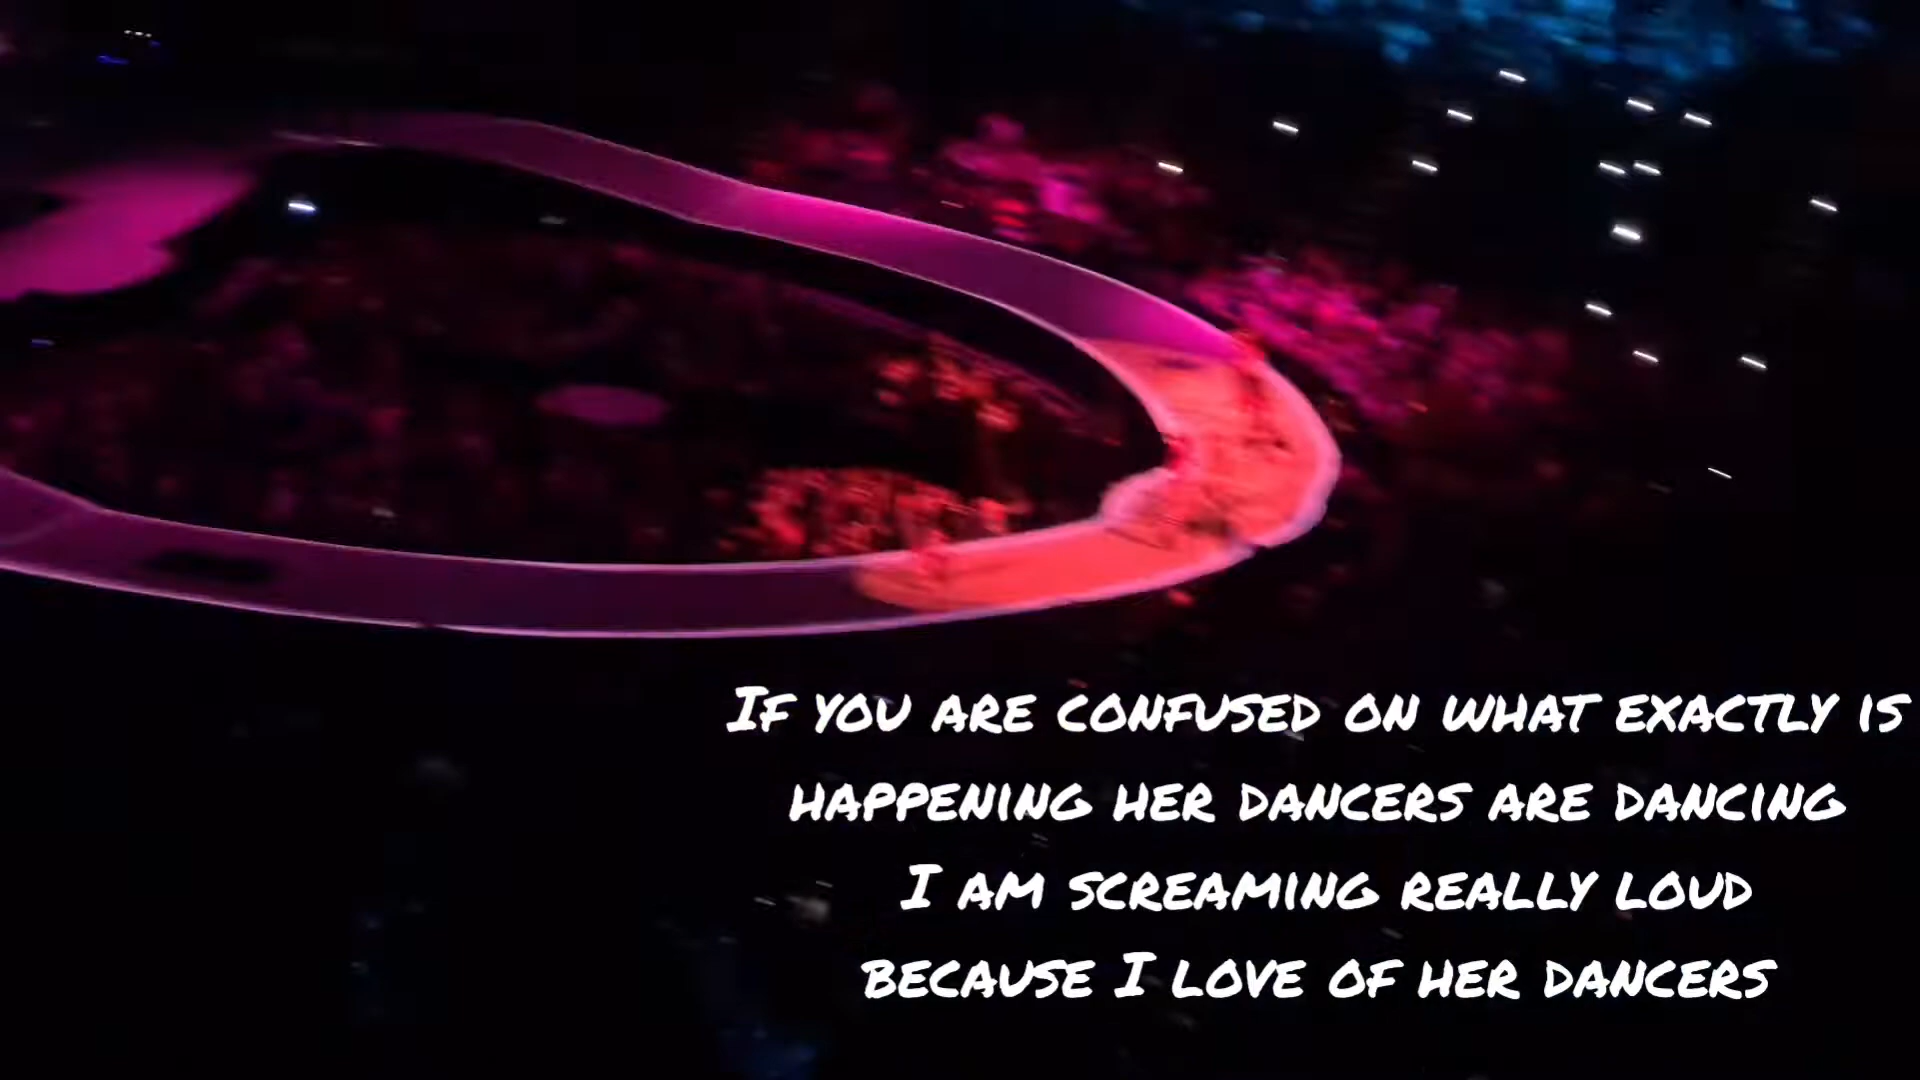 If you are confused on what exactly is
happening her dancers are dancing
I am screaming really loud
because I love of her dancers